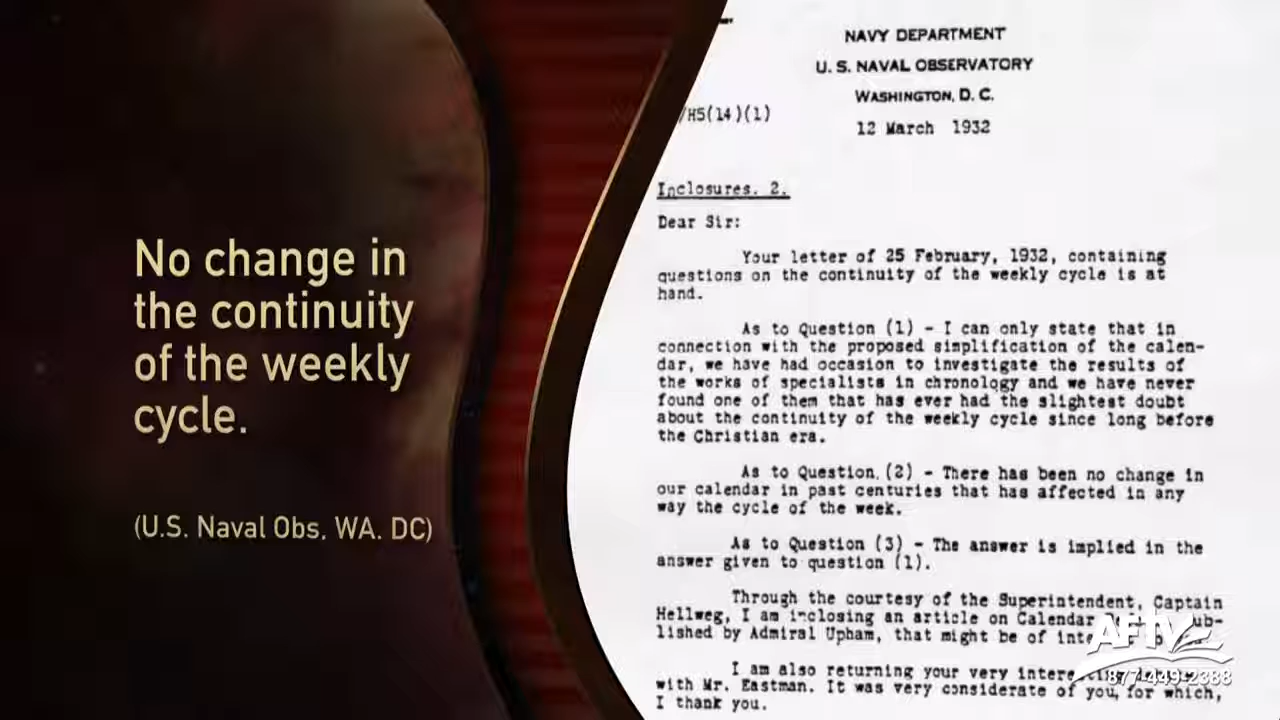 No change in
the continuity
of the weekly
cycle.
(U.S. Naval Obs, WA. DC)
NAVY DEPARTMENT
U. S. NAVAL OBSERVATORY
WASHINGTON, D. C.
/H5(14)(1)
12 March 1932
Inclosures. 2.
Dear Sir:
Your letter of 25 February, 1932, containing
questions on the continuity of the weekly cycle is at
hand.
As to Question (1) - I can only state that in
connection with the proposed simplification of the calen-
dar, we have had occasion to investigate the results of
the works of specialists in chronology and we have never
found one of them that has ever had the slightest doubt
about the continuity of the weekly cycle since long before
the Christian era.
As to Question (2) - There has been no change in
our calendar in past centuries that has affected in any
way the cycle of the week.
As to Question (3) - The answer is implied in the
answer given to question (1).
Through the courtesy of the Superintendent, Captain
Hellweg, I am inclosing an article on Calendar ub-
lished by Admiral Upham, that might be of
I am also returning your very
with Mr. Eastman. It was very considerate of you, for which,
I thank you.
AFTV
877-449-2388